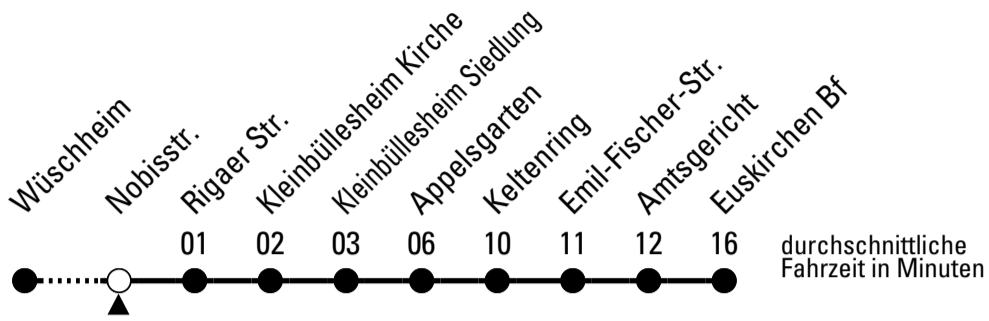 Wüschheim
Nobisstr.
Rigaer Str.
Kleinbüllesheim Kirche
Kleinbüllesheim Siedlung
Appelsgarten
Keltenring
Emil-Fischer-Str.
Amtsgericht
Euskirchen Bf
01 02 03 06 10 11 12 16
durchschnittliche
Fahrzeit in Minuten